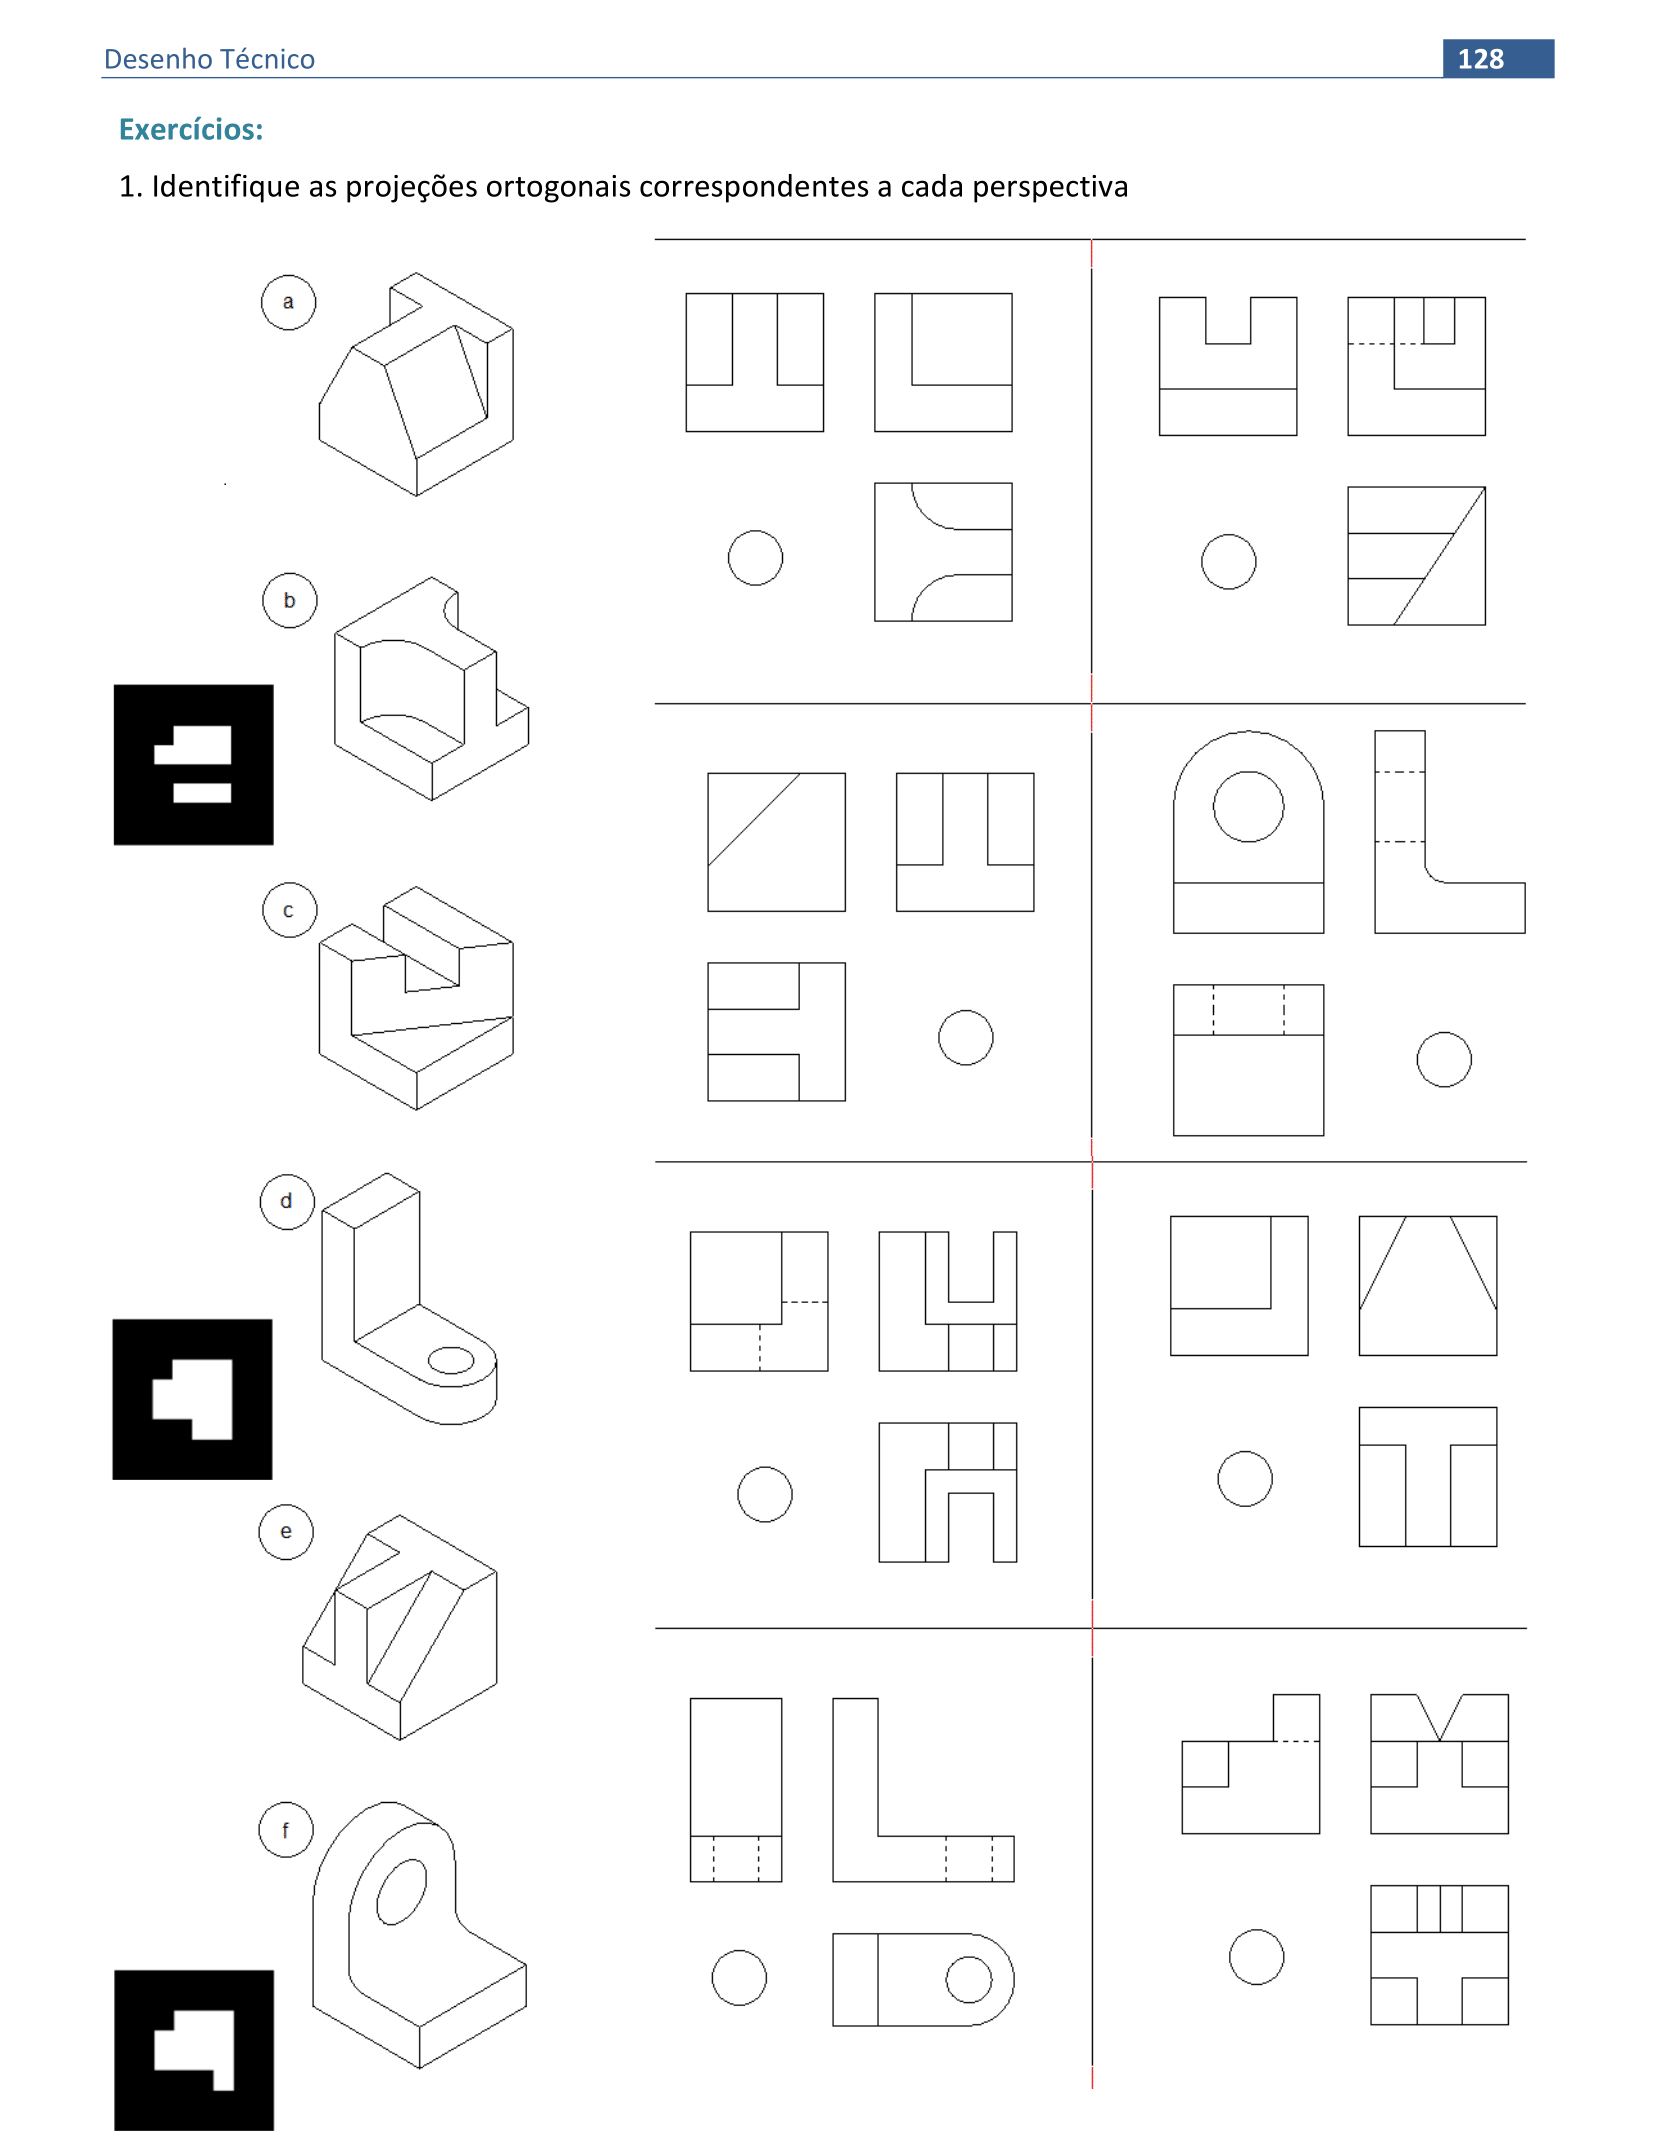 Desenho Técnico 128
Exercícios:
1. Identifique as projeções ortogonais correspondentes a cada perspectiva
a
b
c
d
e
f